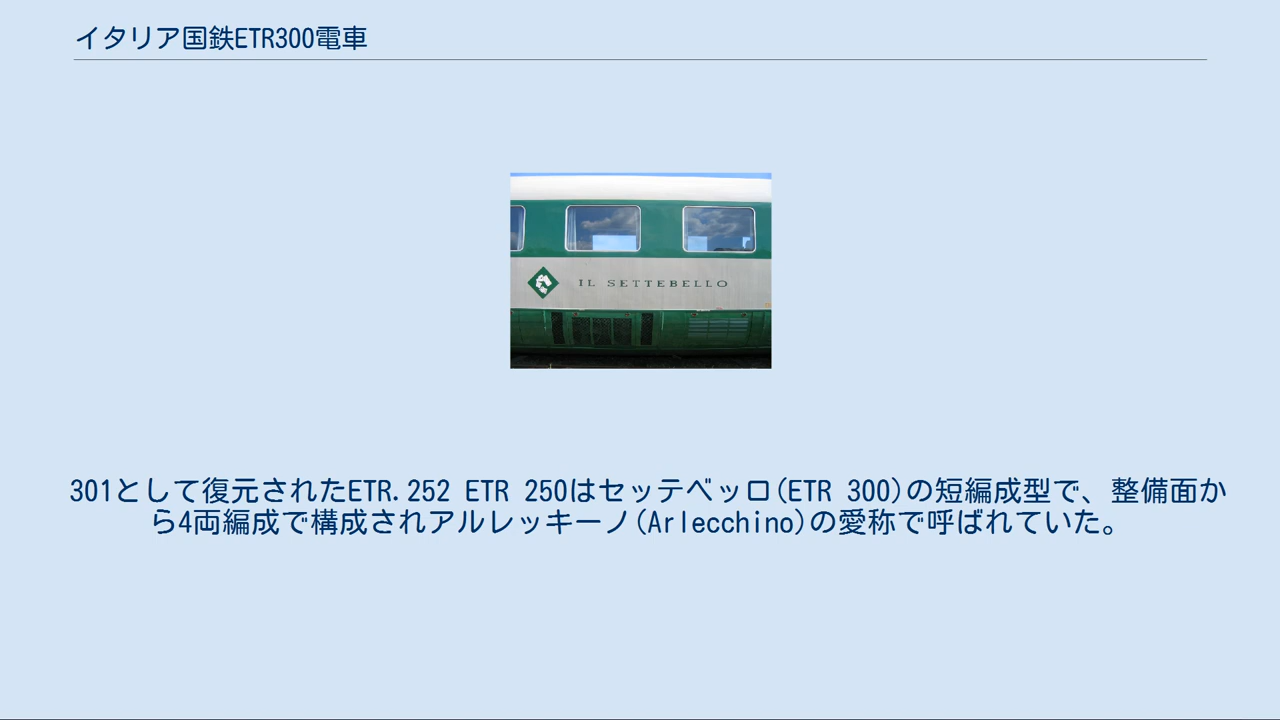 イタリア国鉄ETR300電車
IL SETTEBELLO
301として復元されたETR.252 ETR 250はセッテベッロ(ETR 300)の短編成型で、整備面か
ら4両編成で構成されアルレッキーノ(Arlecchino)の愛称で呼ばれていた。